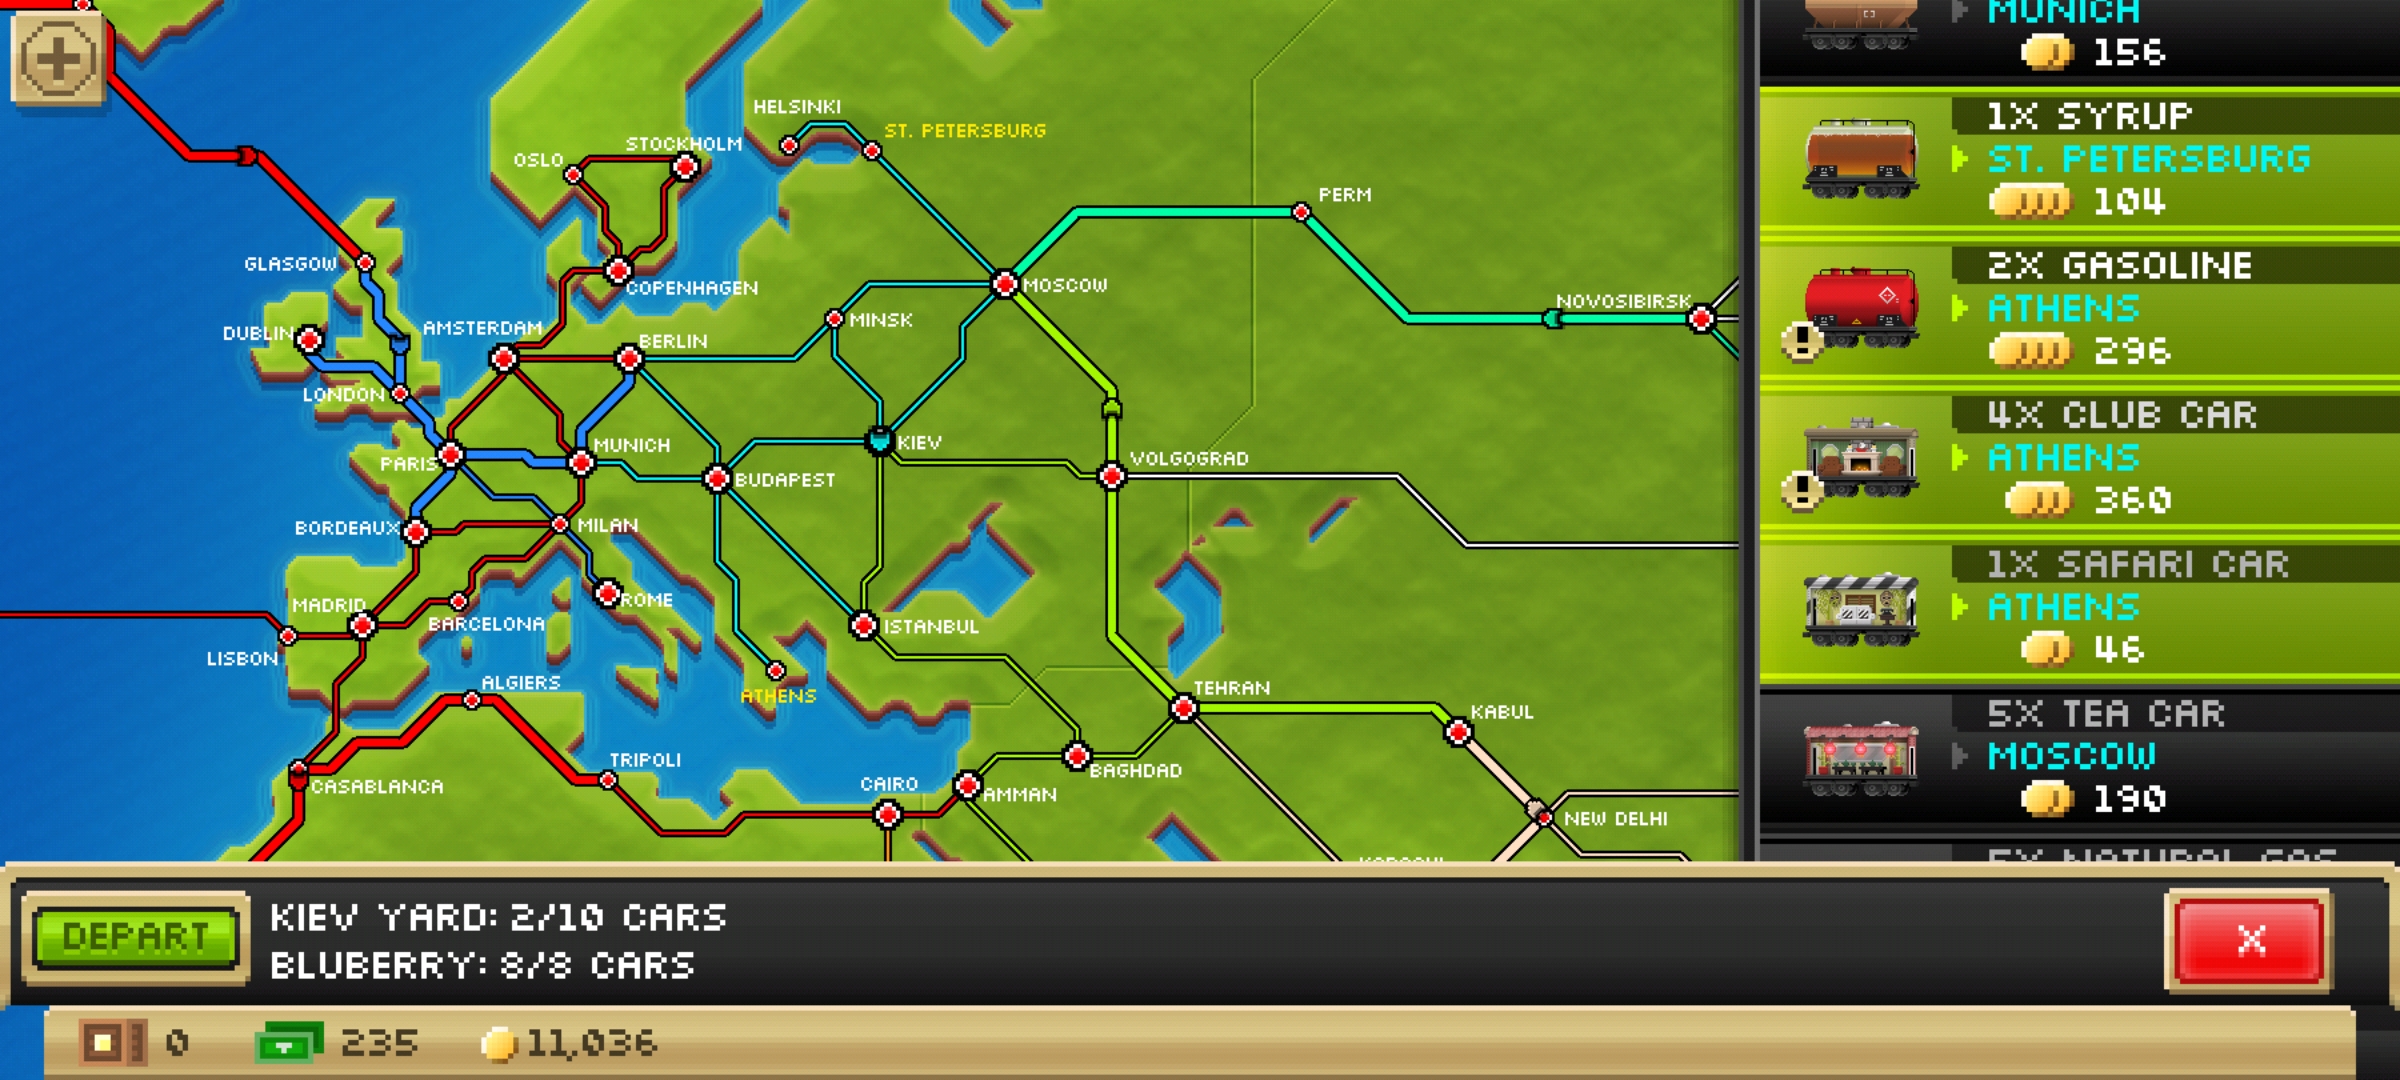 HELSINKI
ST. PETERSBURG
STOCKHOLM
OSLO
PERM
GLASGOW
COPENHAGEN
MOSCOW
NOVOSIBIRSK
DUBLIN
AMSTERDAM
BERLIN
MINSK
LONDON
MUNICH
KIEV
PARIS
BUDAPEST
VOLGOGRAD
BORDEAUX
MILAN
MADRID
ROME
BARCELONA
ISTANBUL
LISBON
ALGIERS
ATHENS
TEHRAN
KABUL
TRIPOLI
CASABLANCA
CAIRO
AMMAN
BAGHDAD
NEW DELHI
MUNICH
156
1X SYRUP
ST. PETERSBURG
104
2X GASOLINE
ATHENS
296
4X CLUB CAR
ATHENS
360
1X SAFARI CAR
ATHENS
46
5X TEA CAR
MOSCOW
190
5X NATURAL GAS
DEPART
KIEV YARD: 2/10 CARS
BLUBERRY: 8/8 CARS
X
0
235
11,036